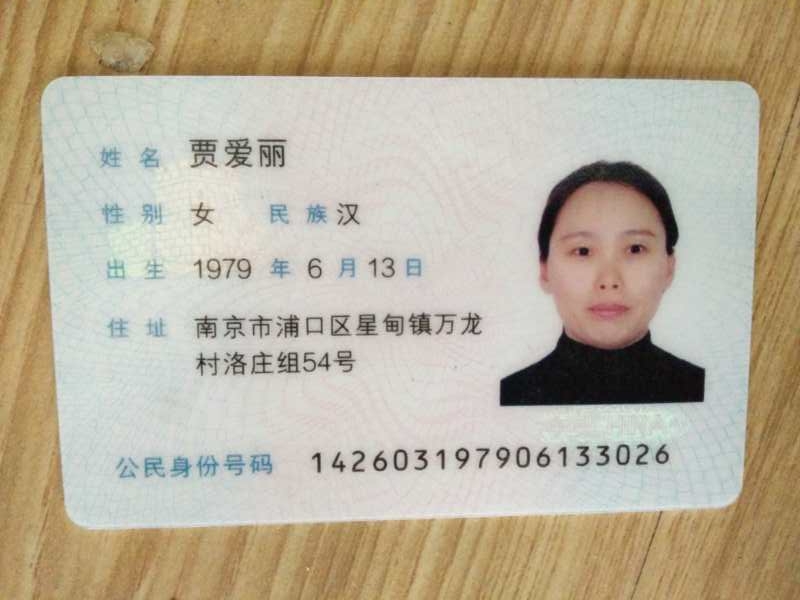 姓名 贾爱丽
性别 女 民族 汉
出生 1979 年 6 月 13 日
住址 南京市浦口区星甸镇万龙
村洛庄组54号
公民身份号码 142603197906133026